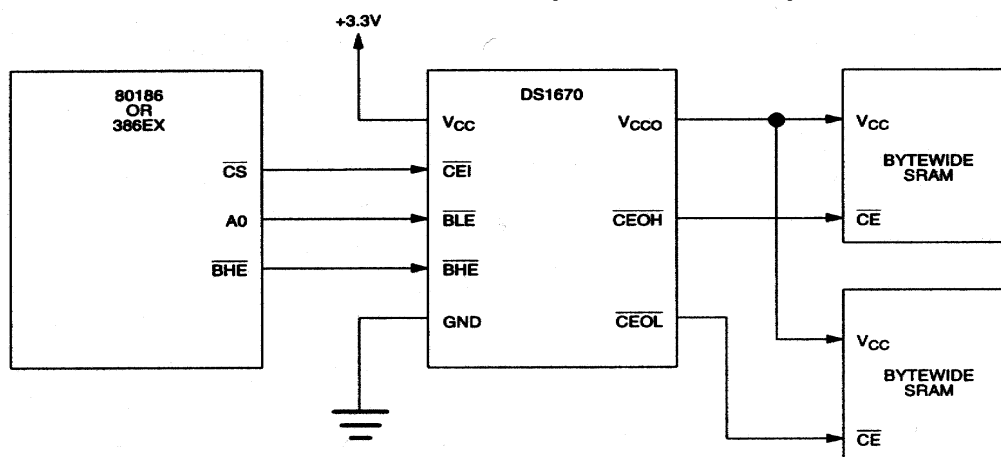 +3.3V
80186
OR
386EX
CS
A0
BHE
DS1670
VCC
CEI
BLE
BHE
GND
VCCO
CEOH
CEOL
VCC
BYTEWIDE
SRAM
CE
VCC
BYTEWIDE
SRAM
CE